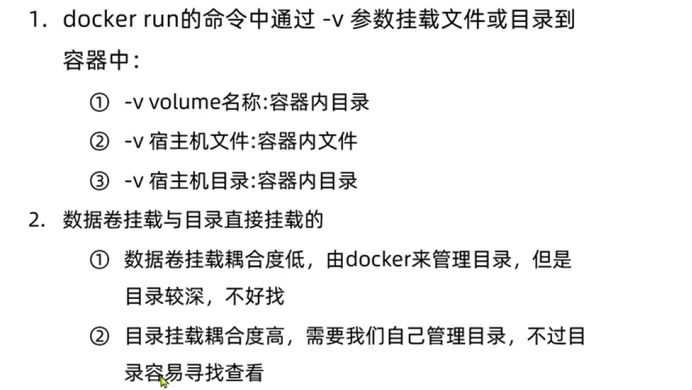 1. docker run的命令中通过 -v 参数挂载文件或目录到
容器中：
① -v volume名称:容器内目录
② -v 宿主机文件:容器内文件
③ -v 宿主机目录:容器内目录
2. 数据卷挂载与目录直接挂载的
① 数据卷挂载耦合度低，由docker来管理目录，但是
目录较深，不好找
② 目录挂载耦合度高，需要我们自己管理目录，不过目
录容易寻找查看